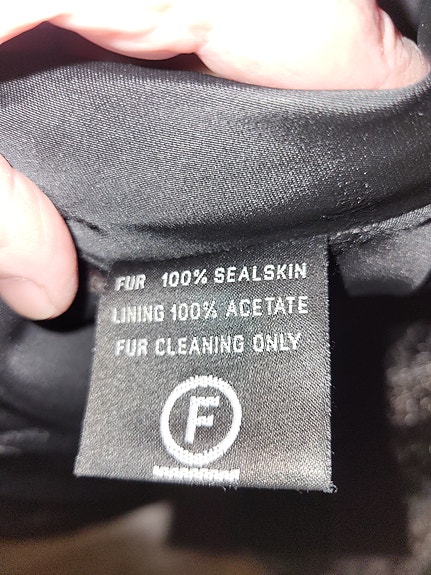 FUR 100% SEALSKIN
LINING 100% ACETATE
FUR CLEANING ONLY
F